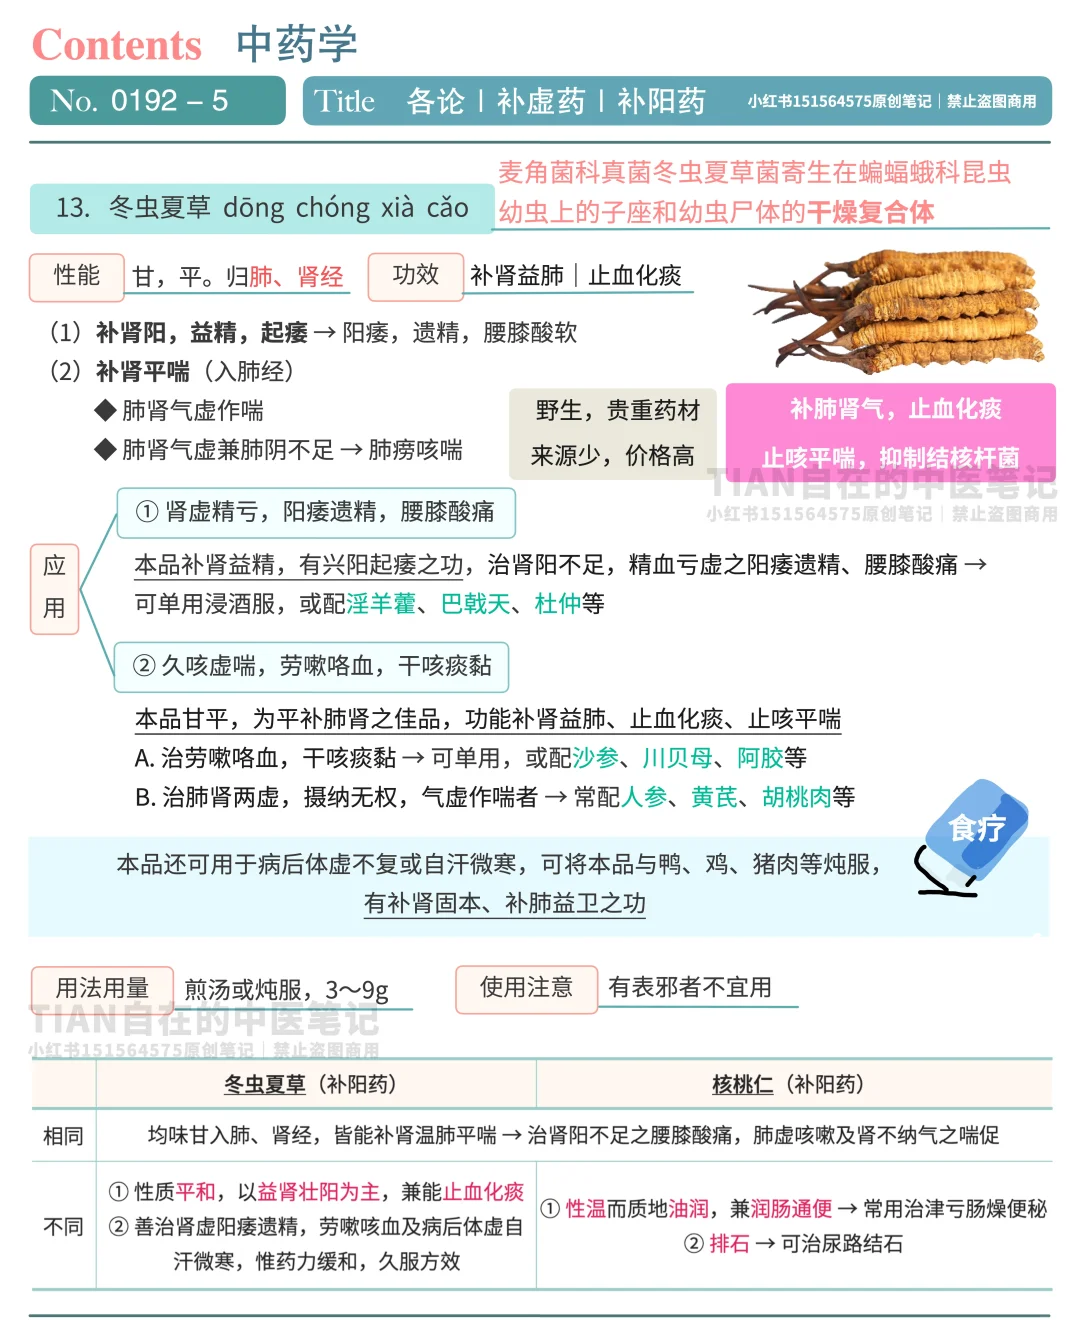 Contents 中药学
No. 0192 – 5
Title 各论丨补虚药丨补阳药 小红书151564575原创笔记｜禁止盗图商用
麦角菌科真菌冬虫夏草菌寄生在蝙蝠蛾科昆虫
幼虫上的子座和幼虫尸体的干燥复合体
13. 冬虫夏草 dōng chóng xià cǎo
性能 甘，平。归肺、肾经 功效 补肾益肺｜止血化痰
（1）补肾阳，益精，起痿 → 阳痿，遗精，腰膝酸软
（2）补肾平喘（入肺经）
◆ 肺肾气虚作喘
◆ 肺肾气虚兼肺阴不足 → 肺痨咳喘
野生，贵重药材
来源少，价格高
补肺肾气，止血化痰
止咳平喘，抑制结核杆菌
TIAN自在的中医笔记
小红书151564575原创笔记｜禁止盗图商用
应用
① 肾虚精亏，阳痿遗精，腰膝酸痛
本品补肾益精，有兴阳起痿之功，治肾阳不足，精血亏虚之阳痿遗精、腰膝酸痛 →
可单用浸酒服，或配淫羊藿、巴戟天、杜仲等
② 久咳虚喘，劳嗽咯血，干咳痰黏
本品甘平，为平补肺肾之佳品，功能补肾益肺、止血化痰、止咳平喘
A. 治劳嗽咯血，干咳痰黏 → 可单用，或配沙参、川贝母、阿胶等
B. 治肺肾两虚，摄纳无权，气虚作喘者 → 常配人参、黄芪、胡桃肉等
食疗
本品还可用于病后体虚不复或自汗微寒，可将本品与鸭、鸡、猪肉等炖服，
有补肾固本、补肺益卫之功
用法用量 煎汤或炖服，3～9g 使用注意 有表邪者不宜用
TIAN自在的中医笔记
小红书151564575原创笔记｜禁止盗图商用
冬虫夏草（补阳药） 核桃仁（补阳药）
相同 均味甘入肺、肾经，皆能补肾温肺平喘 → 治肾阳不足之腰膝酸痛，肺虚咳嗽及肾不纳气之喘促
不同
① 性质平和，以益肾壮阳为主，兼能止血化痰
② 善治肾虚阳痿遗精，劳嗽咳血及病后体虚自
汗微寒，惟药力缓和，久服方效
① 性温而质地油润，兼润肠通便 → 常用治津亏肠燥便秘
② 排石 → 可治尿路结石